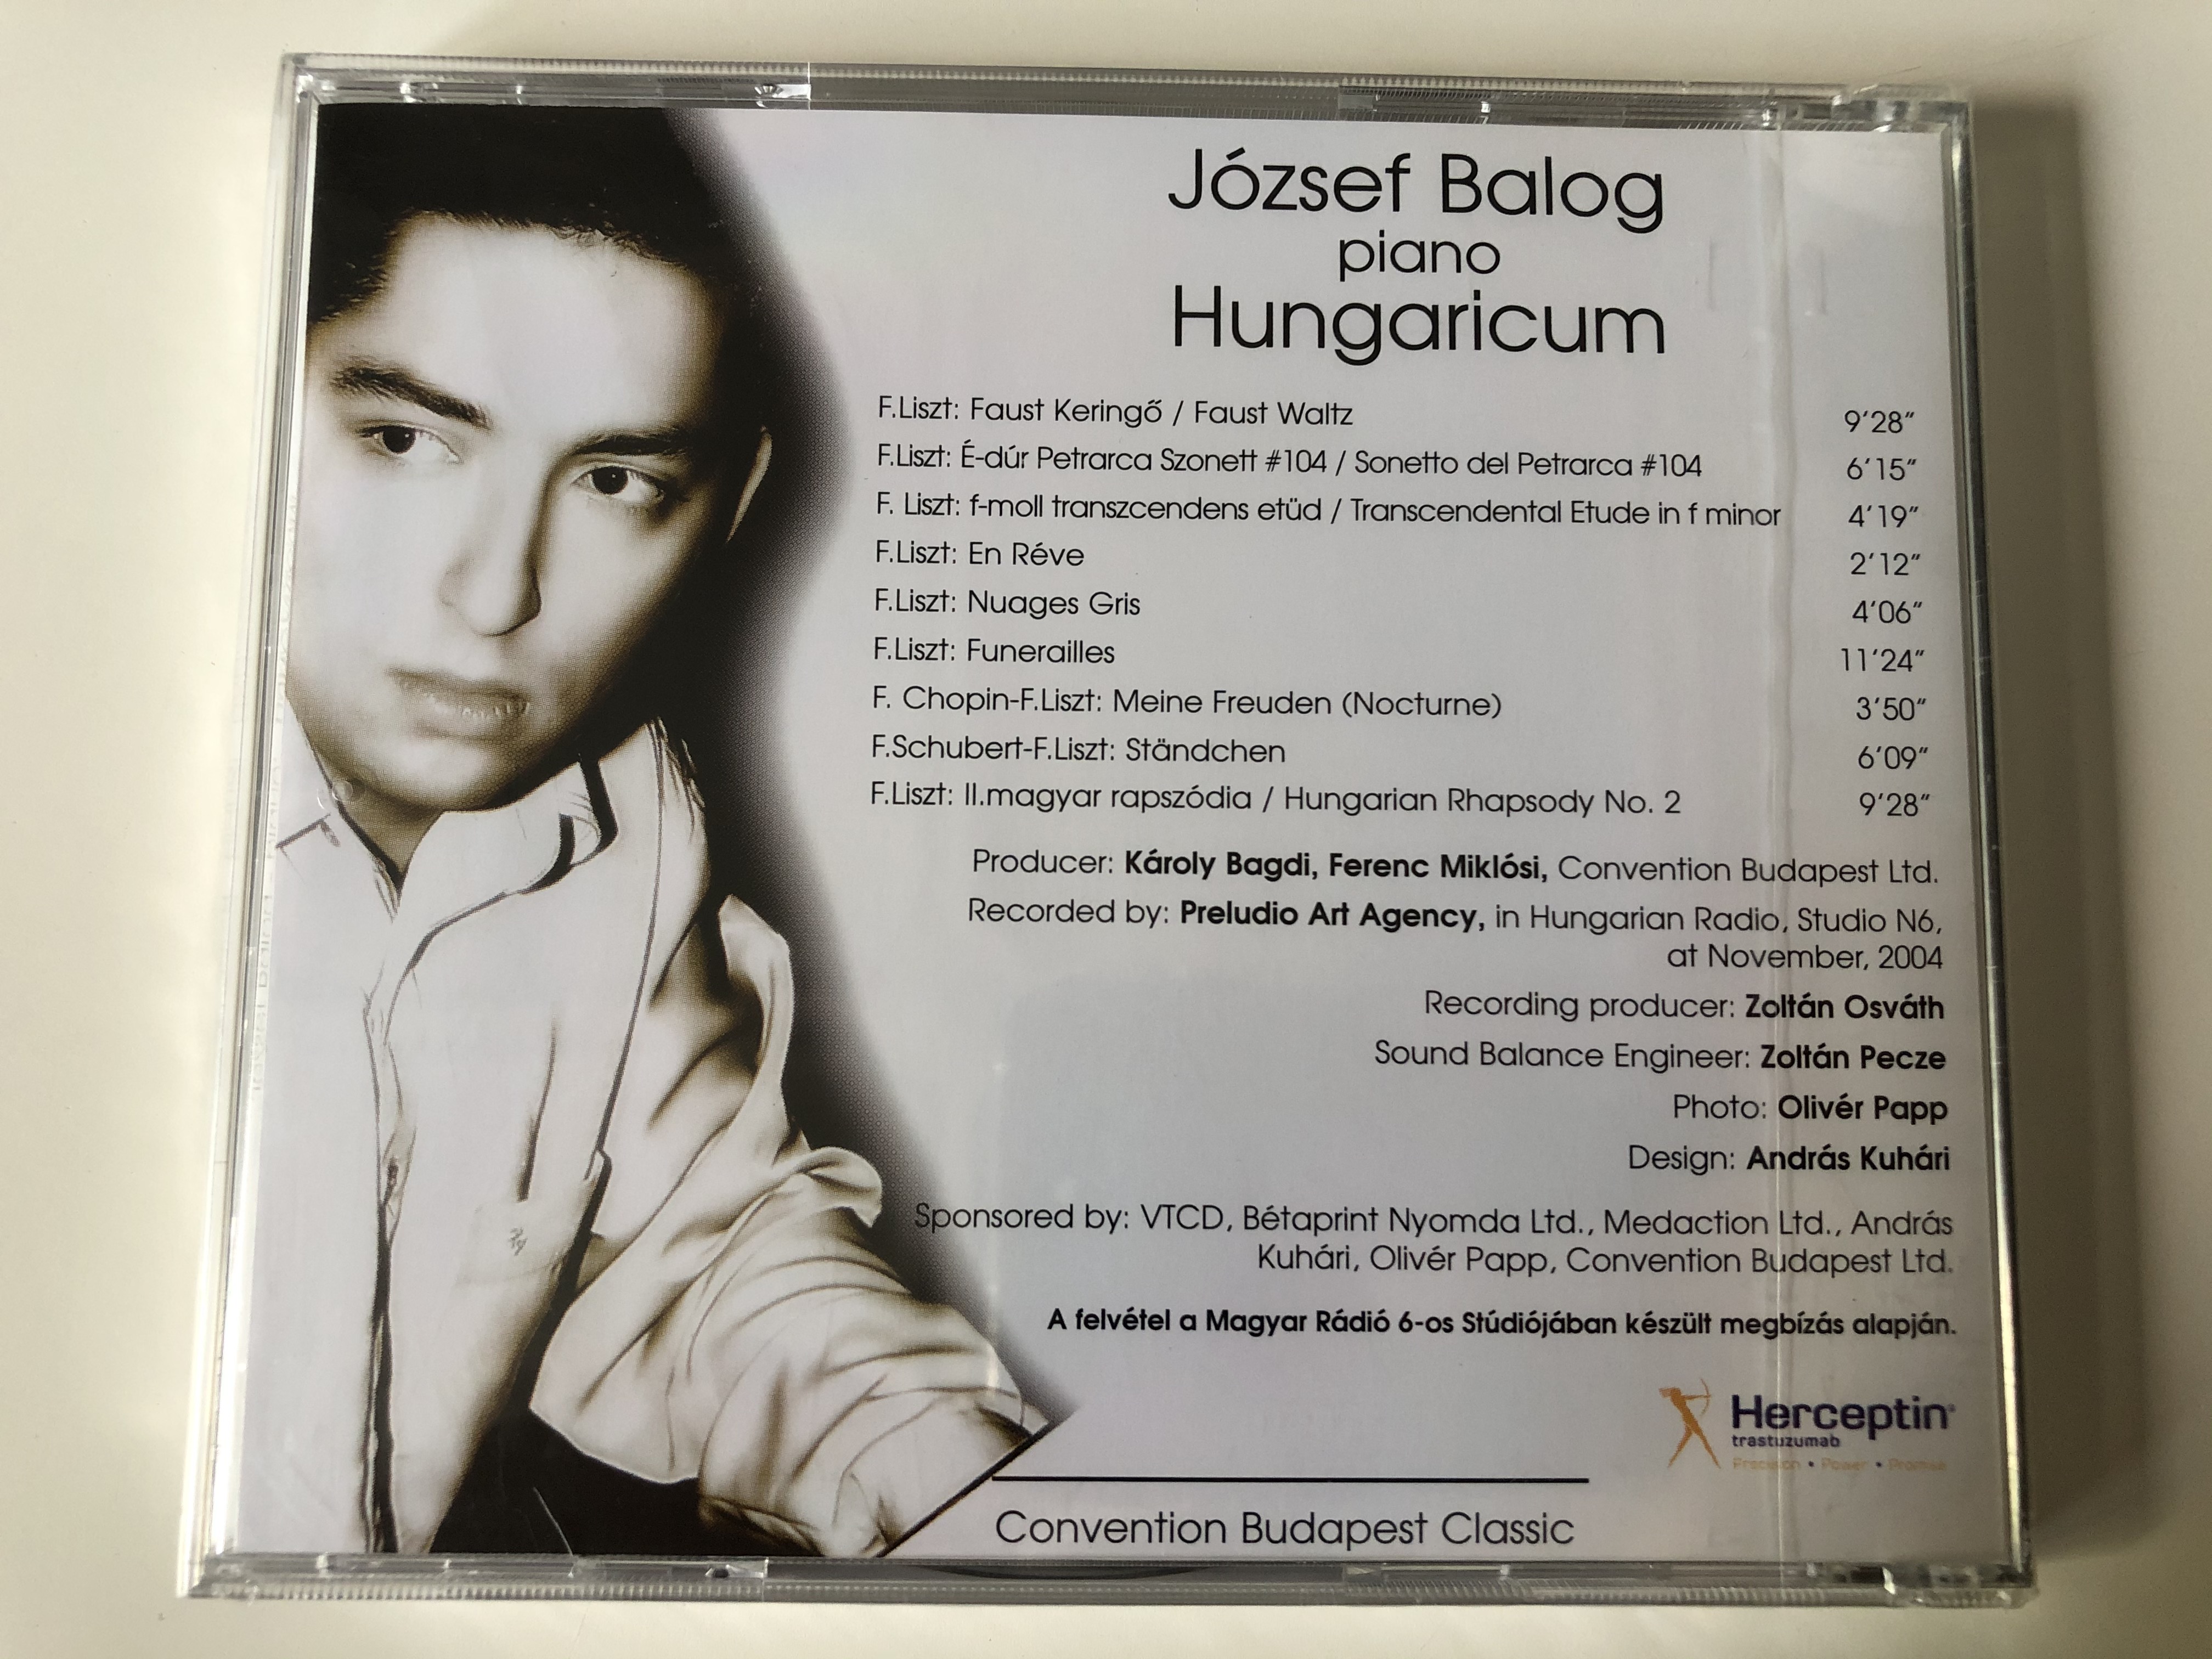 József Balog
piano
Hungaricum
F.Liszt: Faust Keringő / Faust Waltz 9'28"
F.Liszt: É-dúr Petrarca Szonett #104 / Sonetto del Petrarca #104 6'15"
F. Liszt: f-moll transzcendens etüd / Transcendental Etude in f minor 4'19"
F.Liszt: En Réve 2'12"
F.Liszt: Nuages Gris 4'06"
F.Liszt: Funerailles 11'24"
F. Chopin-F.Liszt: Meine Freuden (Nocturne) 3'50"
F.Schubert-F.Liszt: Ständchen 6'09"
F.Liszt: II.magyar rapszódia / Hungarian Rhapsody No. 2 9'28"
Producer: Károly Bagdi, Ferenc Miklósi, Convention Budapest Ltd.
Recorded by: Preludio Art Agency, in Hungarian Radio, Studio N6,
at November, 2004
Recording producer: Zoltán Osváth
Sound Balance Engineer: Zoltán Pecze
Photo: Olivér Papp
Design: András Kuhári
Sponsored by: VTCD, Bétaprint Nyomda Ltd., Medaction Ltd., András
Kuhári, Olivér Papp, Convention Budapest Ltd.
A felvétel a Magyar Rádió 6-os Stúdiójában készült megbízás alapján.
Herceptin®
trastuzumab
Precision • Power • Promise
Convention Budapest Classic